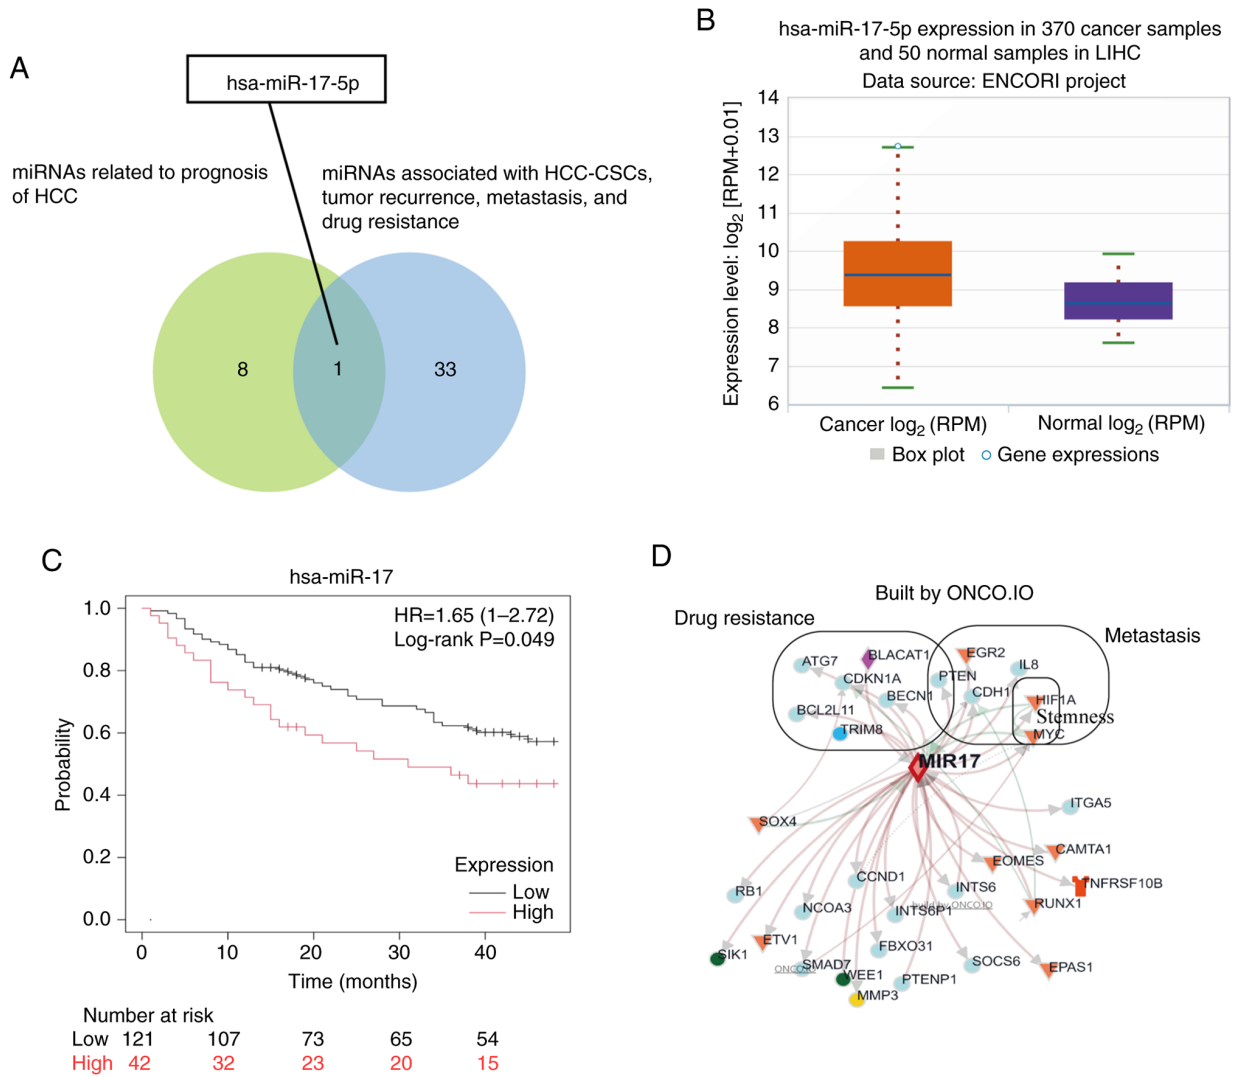 A
hsa-miR-17-5p
miRNAs related to prognosis
of HCC
miRNAs associated with HCC-CSCs,
tumor recurrence, metastasis, and
drug resistance
8
1
33
B
hsa-miR-17-5p expression in 370 cancer samples
and 50 normal samples in LIHC
Data source: ENCORI project
Expression level: log2 [RPM+0.01]
14
13
12
11
10
9
8
7
6
Cancer log2 (RPM)
Normal log2 (RPM)
Box plot
Gene expressions
C
hsa-miR-17
HR=1.65 (1–2.72)
Log-rank P=0.049
Probability
1.0
0.8
0.6
0.4
0.2
0.0
Expression
Low
High
0
10
20
30
40
Time (months)
Number at risk
Low 121 107 73 65 54
High 42 32 23 20 15
D
Built by ONCO.IO
Drug resistance
Metastasis
ATG7
BLACAT1
EGR2
IL8
CDKN1A
PTEN
BECN1
CDH1
HIF1A
BCL2L11
Stemness
TRIM8
MYC
MIR17
ITGA5
SOX4
CAMTA1
EOMES
CCND1
TNFRSF10B
RB1
INTS6
build by ONCO.IO
RUNX1
NCOA3
INTS6P1
ETV1
FBXO31
SIK1
ONCO.IO
SMAD7
SOCS6
EPAS1
WEE1
PTENP1
MMP3